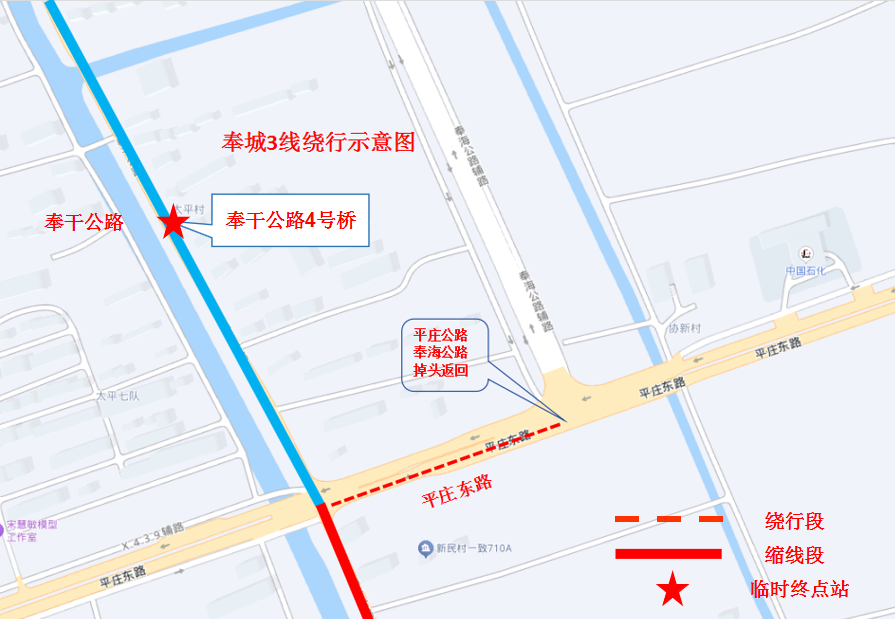 奉海公路辅路
奉城3线绕行示意图
太平村
奉干公路
奉干公路4号桥
中国石化
奉海公路辅路
协新村
平庄公路
奉海公路
掉头返回
平庄东路
平庄东路
太平七队
平庄东路
平庄东路
宋慧敏模型
工作室
X.4.3.9辅路
新民村一致710A
平庄东路
绕行段
缩线段
临时终点站